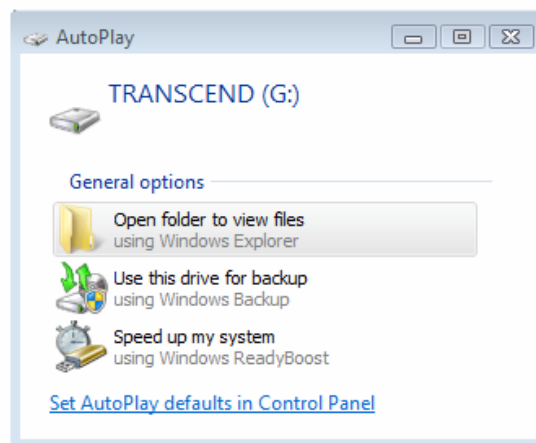 AutoPlay
TRANSCEND (G:)
General options
Open folder to view files
using Windows Explorer
Use this drive for backup
using Windows Backup
Speed up my system
using Windows ReadyBoost
Set AutoPlay defaults in Control Panel